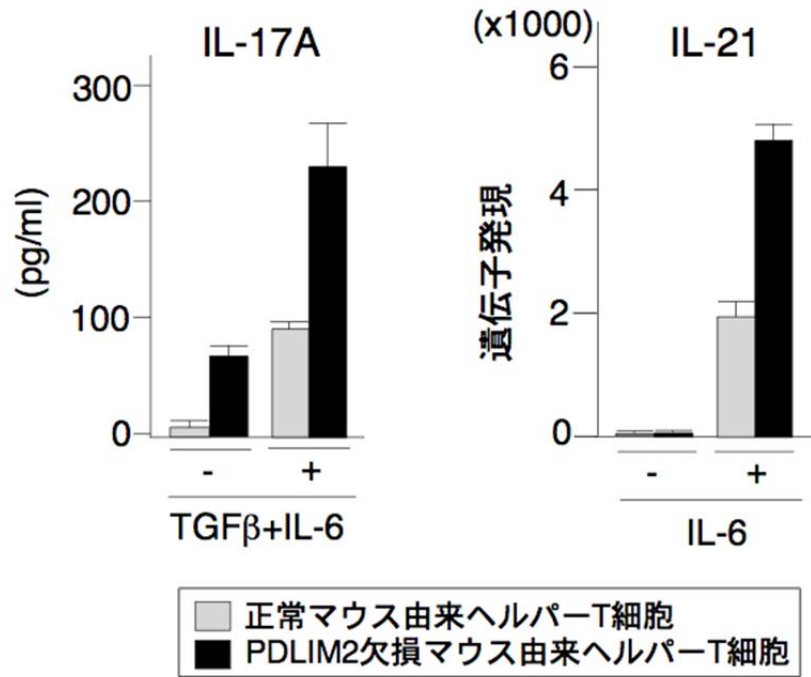 IL-17A
300
200
100
0
(pg/ml)
- +
TGFβ+IL-6
(x1000)
IL-21
6
4
2
0
遺伝子発現
- +
IL-6
正常マウス由来ヘルパーT細胞
PDLIM2欠損マウス由来ヘルパーT細胞